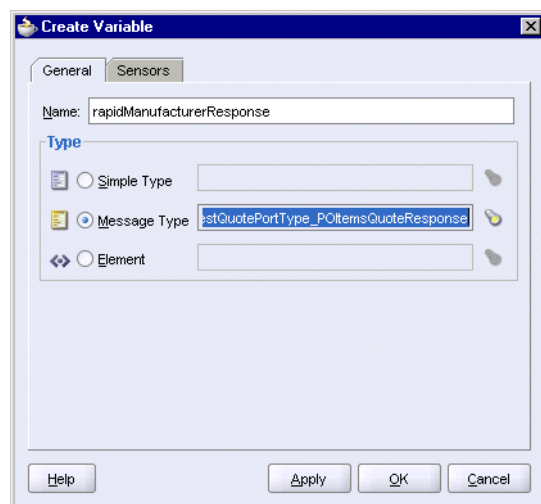 Create Variable
General Sensors
Name: rapidManufacturerResponse
Type
Simple Type
Message Type estQuotePortType_POItemsQuoteResponse
Element
Help Apply OK Cancel